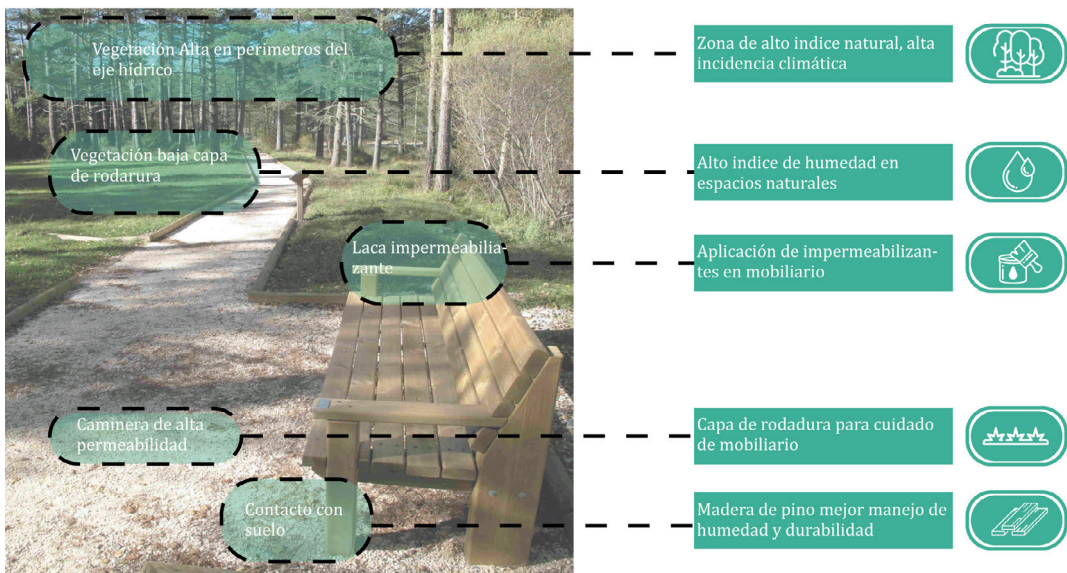 Vegetación Alta en perimetros del
eje hídrico
Zona de alto indice natural, alta
incidencia climática
Vegetación baja capa
de rodarura
Alto indice de humedad en
espacios naturales
Laca impermeabilia-
zante
Aplicación de impermeabilizan-
tes en mobiliario
Caminera de alta
permeabilidad
Capa de rodadura para cuidado
de mobiliario
Contacto con
suelo
Madera de pino mejor manejo de
humedad y durabilidad